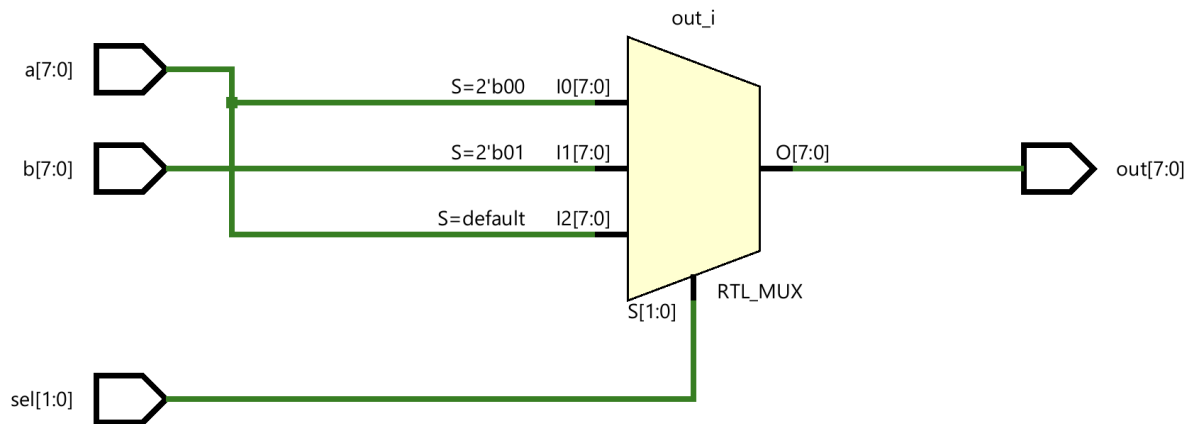 out_i
a[7:0]
S=2'b00 I0[7:0]
b[7:0]
S=2'b01 I1[7:0]
O[7:0]
out[7:0]
S=default I2[7:0]
RTL_MUX
S[1:0]
sel[1:0]